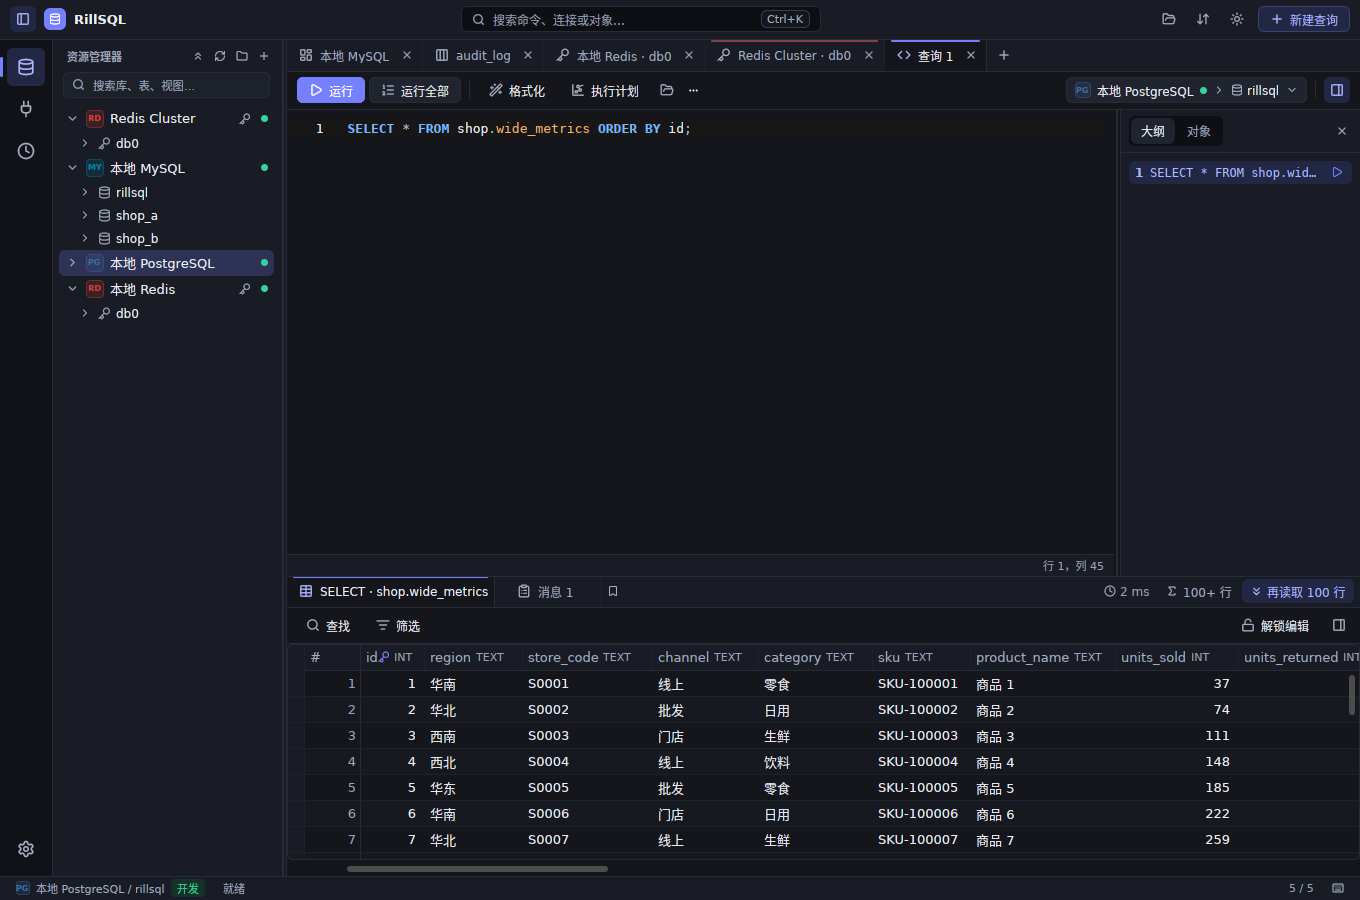 RillSQL
搜索命令、连接或对象... Ctrl+K
新建查询
资源管理器
搜索库、表、视图...
RD Redis Cluster
db0
MY 本地 MySQL
rillsql
shop_a
shop_b
PG 本地 PostgreSQL
RD 本地 Redis
db0
本地 MySQL
audit_log
本地 Redis · db0
Redis Cluster · db0
查询 1
运行 运行全部 格式化 执行计划
PG 本地 PostgreSQL rillsql
1 SELECT * FROM shop.wide_metrics ORDER BY id;
大纲 对象
1 SELECT * FROM shop.wid...
行 1, 列 45
SELECT · shop.wide_metrics 消息 1
2 ms 100+ 行 再读取 100 行
查找 筛选 解锁编辑
# id INT region TEXT store_code TEXT channel TEXT category TEXT sku TEXT product_name TEXT units_sold INT units_returned INT
1 1 华南 S0001 线上 零食 SKU-100001 商品 1 37
2 2 华北 S0002 批发 日用 SKU-100002 商品 2 74
3 3 西南 S0003 门店 生鲜 SKU-100003 商品 3 111
4 4 西北 S0004 线上 饮料 SKU-100004 商品 4 148
5 5 华东 S0005 批发 零食 SKU-100005 商品 5 185
6 6 华南 S0006 门店 日用 SKU-100006 商品 6 222
7 7 华北 S0007 线上 生鲜 SKU-100007 商品 7 259
PG 本地 PostgreSQL / rillsql 开发 就绪 5 / 5